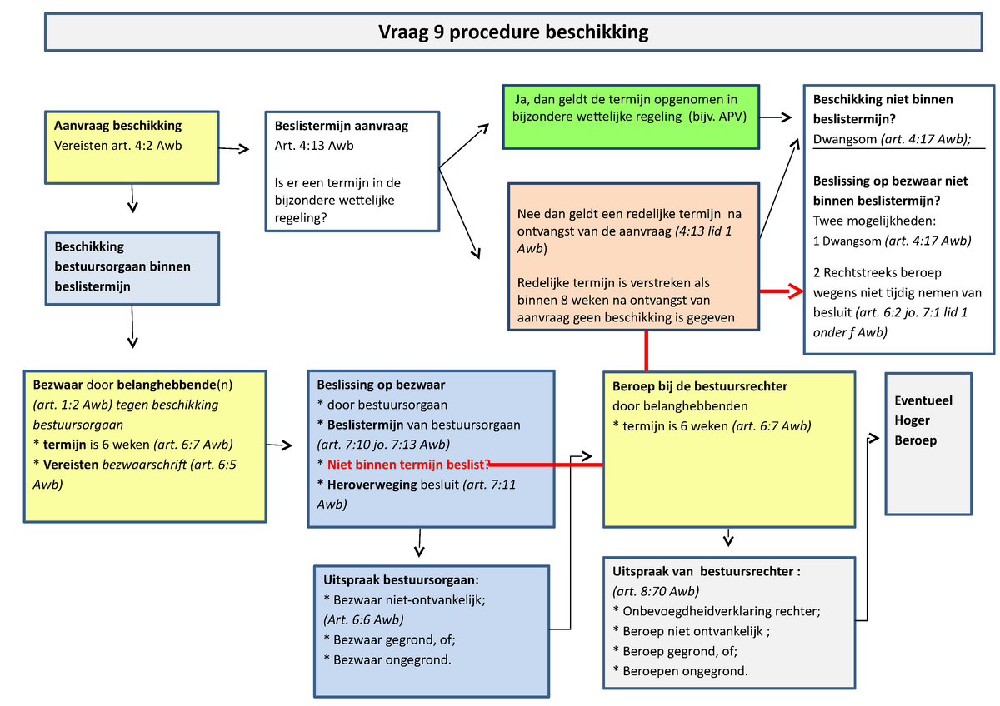 Vraag 9 procedure beschikking
Aanvraag beschikking
Vereisten art. 4:2 Awb
Beslistermijn aanvraag
Art. 4:13 Awb
Is er een termijn in de
bijzondere wettelijke
regeling?
Ja, dan geldt de termijn opgenomen in
bijzondere wettelijke regeling (bijv. APV)
Nee dan geldt een redelijke termijn na
ontvangst van de aanvraag (4:13 lid 1
Awb)
Redelijke termijn is verstreken als
binnen 8 weken na ontvangst van
aanvraag geen beschikking is gegeven
Beschikking niet binnen
beslistermijn?
Dwangsom (art. 4:17 Awb);
Beslissing op bezwaar niet
binnen beslistermijn?
Twee mogelijkheden:
1 Dwangsom (art. 4:17 Awb)
2 Rechtstreeks beroep
wegens niet tijdig nemen van
besluit (art. 6:2 jo. 7:1 lid 1
onder f Awb)
Beschikking
bestuursorgaan binnen
beslistermijn
Bezwaar door belanghebbende(n)
(art. 1:2 Awb) tegen beschikking
bestuursorgaan
* termijn is 6 weken (art. 6:7 Awb)
* Vereisten bezwaarschrift (art. 6:5
Awb)
Beslissing op bezwaar
* door bestuursorgaan
* Beslistermijn van bestuursorgaan
(art. 7:10 jo. 7:13 Awb)
* Niet binnen termijn beslist?
* Heroverweging besluit (art. 7:11
Awb)
Beroep bij de bestuursrechter
door belanghebbenden
* termijn is 6 weken (art. 6:7 Awb)
Eventueel
Hoger
Beroep
Uitspraak bestuursorgaan:
* Bezwaar niet-ontvankelijk;
(Art. 6:6 Awb)
* Bezwaar gegrond, of;
* Bezwaar ongegrond.
Uitspraak van bestuursrechter :
(art. 8:70 Awb)
* Onbevoegdheidverklaring rechter;
* Beroep niet ontvankelijk ;
* Beroep gegrond, of;
* Beroepen ongegrond.